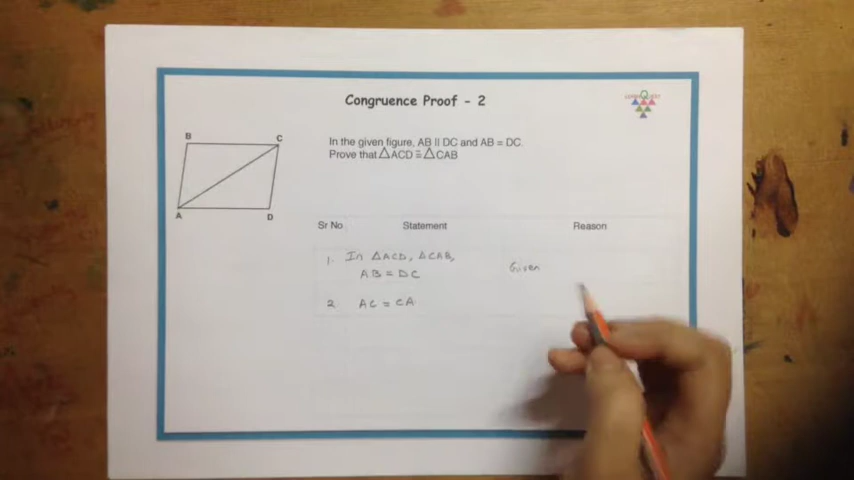 Congruence Proof - 2
B
C
A
D
In the given figure, AB || DC and AB = DC.
Prove that △ACD ≅ △CAB
Sr No Statement Reason
1. In △ACD, △CAB,
AB = DC Given
2 AC = CA